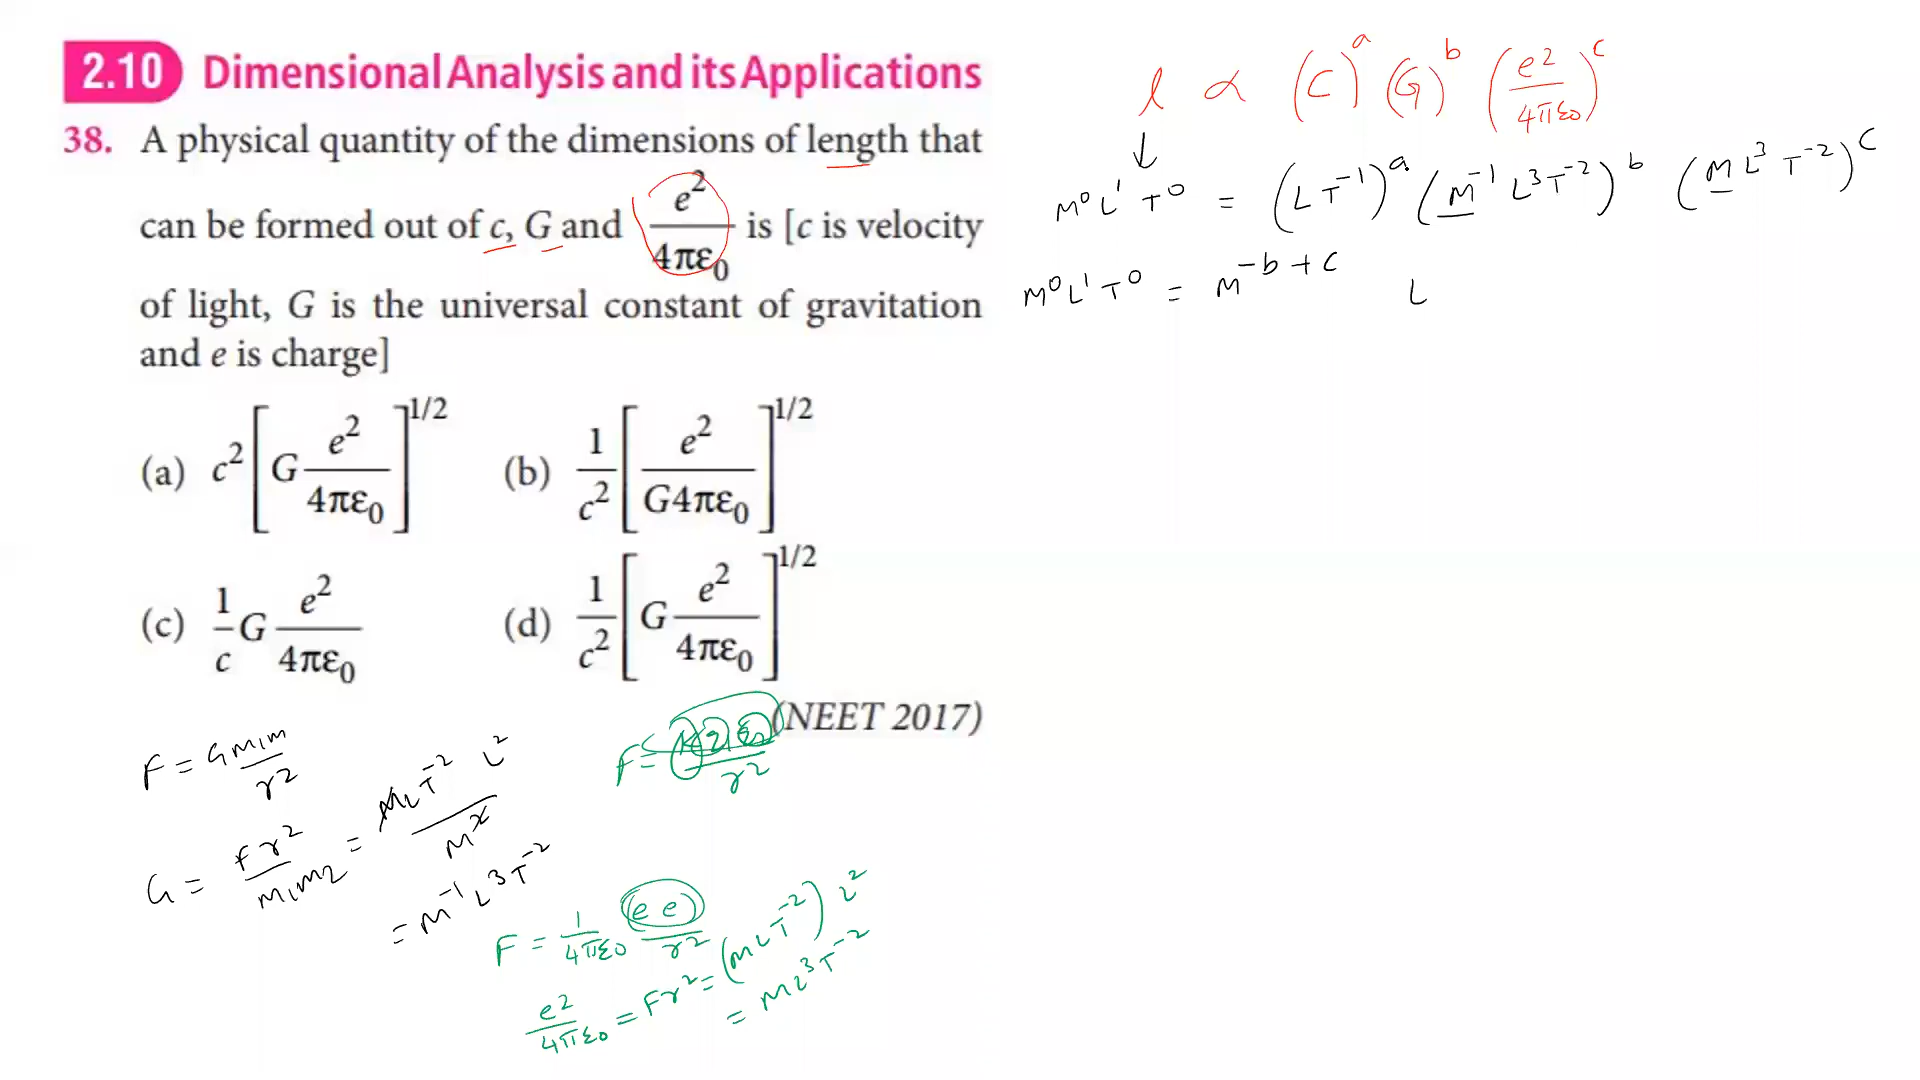 2.10 Dimensional Analysis and its Applications
38. A physical quantity of the dimensions of length that
can be formed out of c, G and e²/4πε₀ is [c is velocity
of light, G is the universal constant of gravitation
and e is charge]
(a) c² [G e²/4πε₀]^1/2
(b) 1/c² [e²/G4πε₀]^1/2
(c) 1/c G e²/4πε₀
(d) 1/c² [G e²/4πε₀]^1/2
(NEET 2017)
l ∝ (C)^a (G)^b (e²/4πε₀)^c
↓
M⁰L¹T⁰ = (LT⁻¹)^a (M⁻¹L³T⁻²)^b (ML³T⁻²)^c
M⁰L¹T⁰ = M^-b+c L
F = Gm₁m/r²
G = Fr²/m₁m₂ = MLT⁻² L²/M²
= M⁻¹L³T⁻²
F = 1/4πε₀ e e/r²
e²/4πε₀ = Fr² = (MLT⁻²) L²
= ML³T⁻²